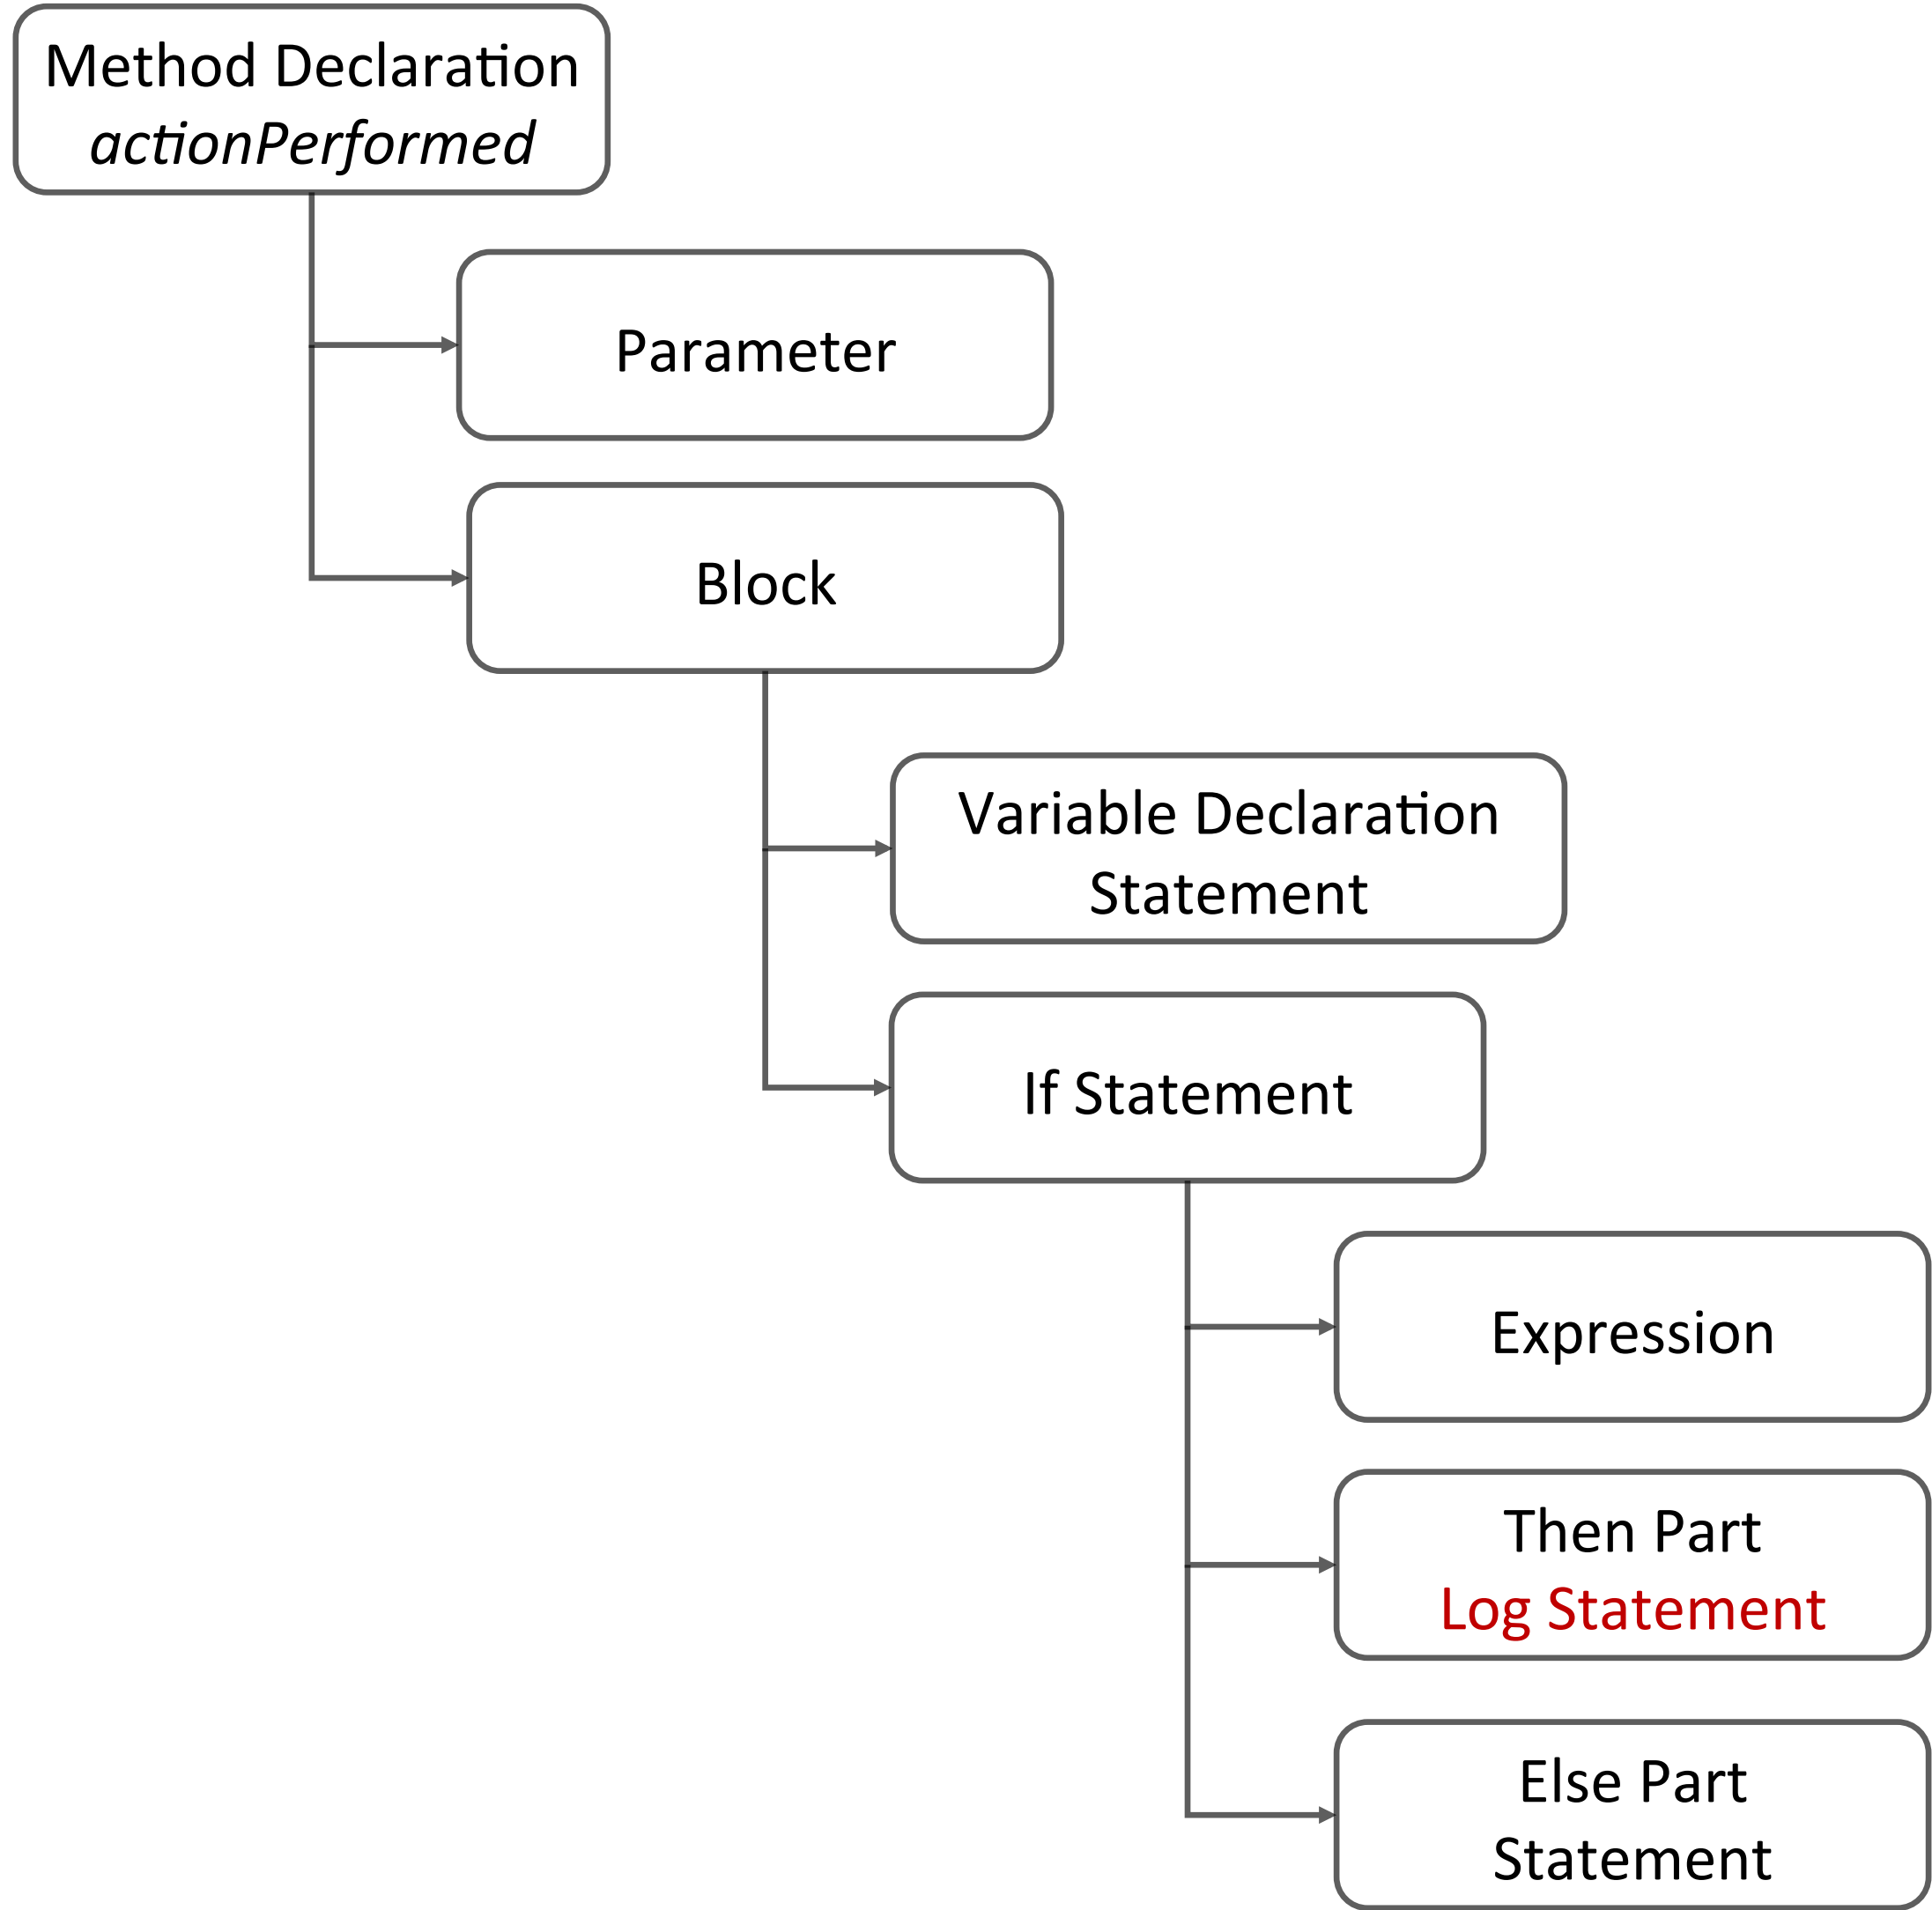 Method Declaration
actionPerformed
Parameter
Block
Variable Declaration
Statement
If Statement
Expression
Then Part
Log Statement
Else Part
Statement